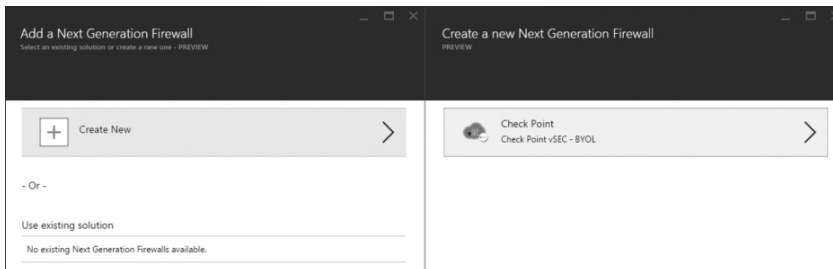 Add a Next Generation Firewall
Select an existing solution or create a new one - PREVIEW
Create New
- Or -
Use existing solution
No existing Next Generation Firewalls available.
Create a new Next Generation Firewall
PREVIEW
Check Point
Check Point vSEC - BYOL